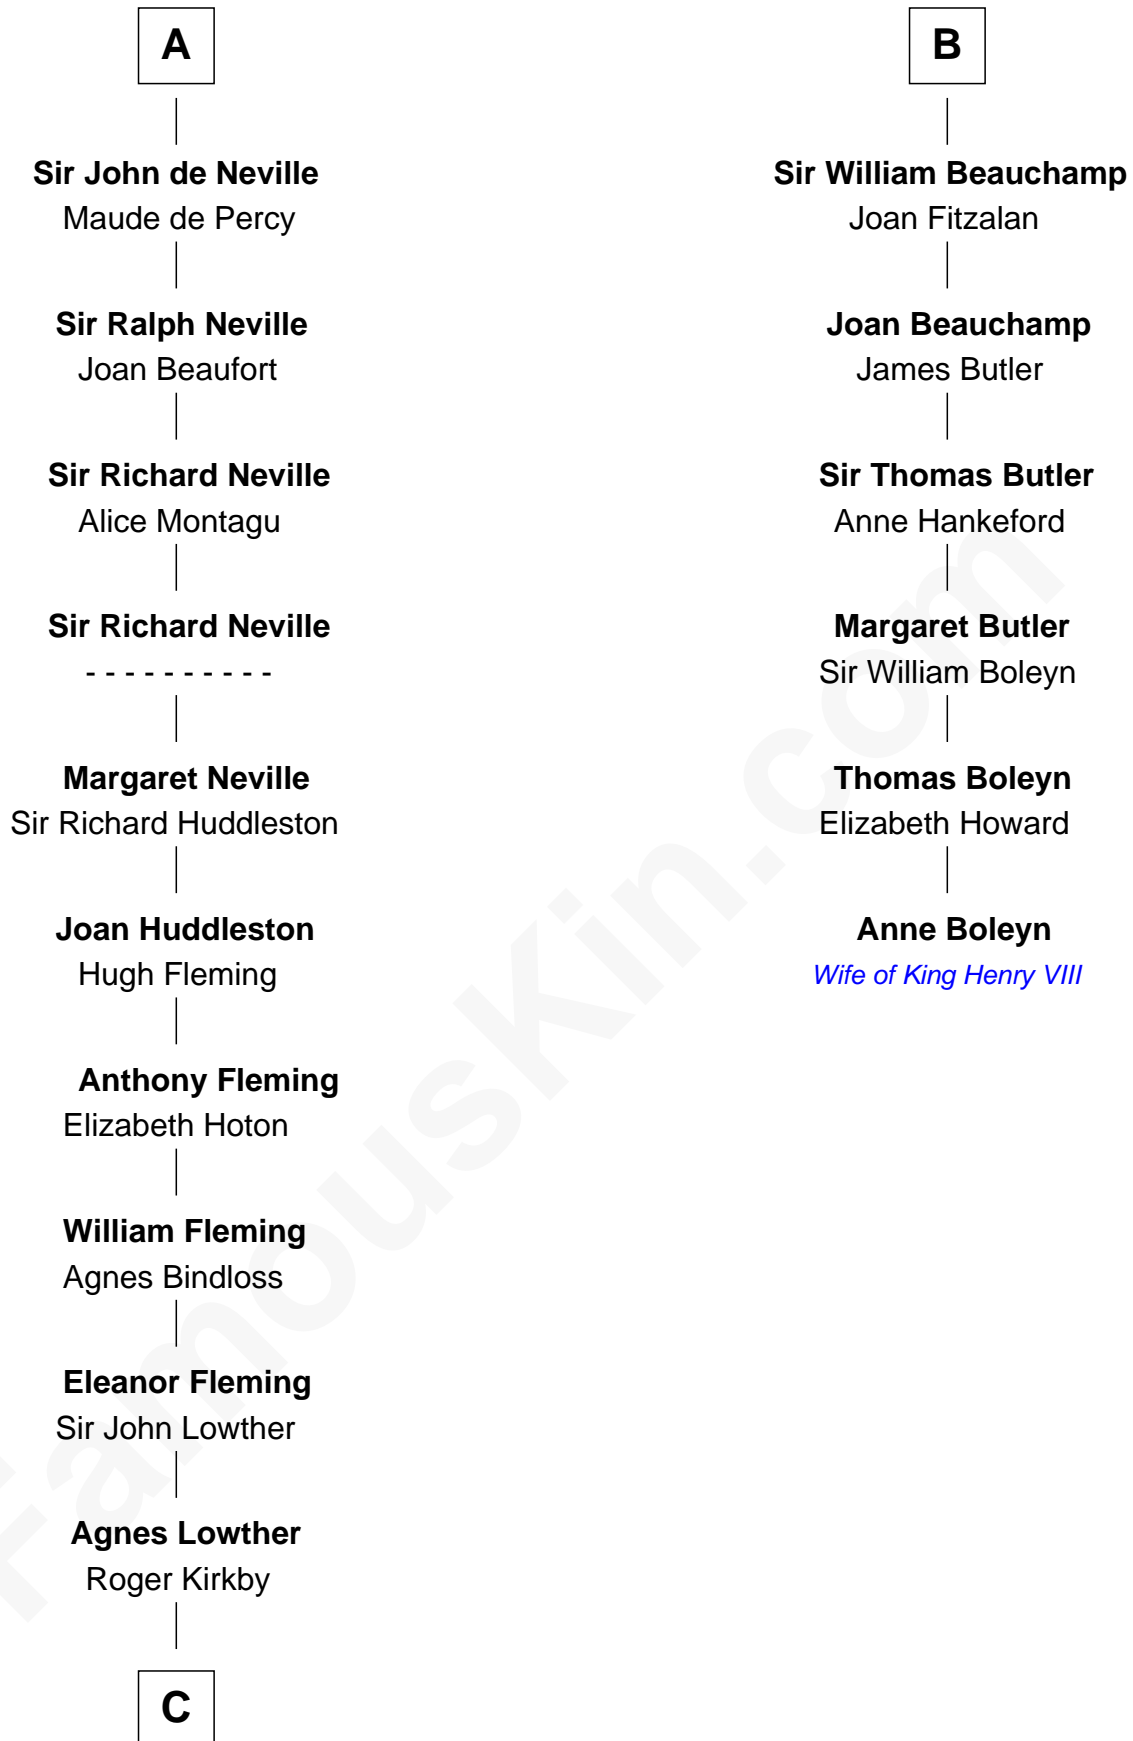 A
Sir John de Neville
Maude de Percy
Sir Ralph Neville
Joan Beaufort
Sir Richard Neville
Alice Montagu
Sir Richard Neville
- - - - - - - - - -
Margaret Neville
Sir Richard Huddleston
Joan Huddleston
Hugh Fleming
Anthony Fleming
Elizabeth Hoton
William Fleming
Agnes Bindloss
Eleanor Fleming
Sir John Lowther
Agnes Lowther
Roger Kirkby
C
B
Sir William Beauchamp
Joan Fitzalan
Joan Beauchamp
James Butler
Sir Thomas Butler
Anne Hankeford
Margaret Butler
Sir William Boleyn
Thomas Boleyn
Elizabeth Howard
Anne Boleyn
Wife of King Henry VIII
FamousKin.com